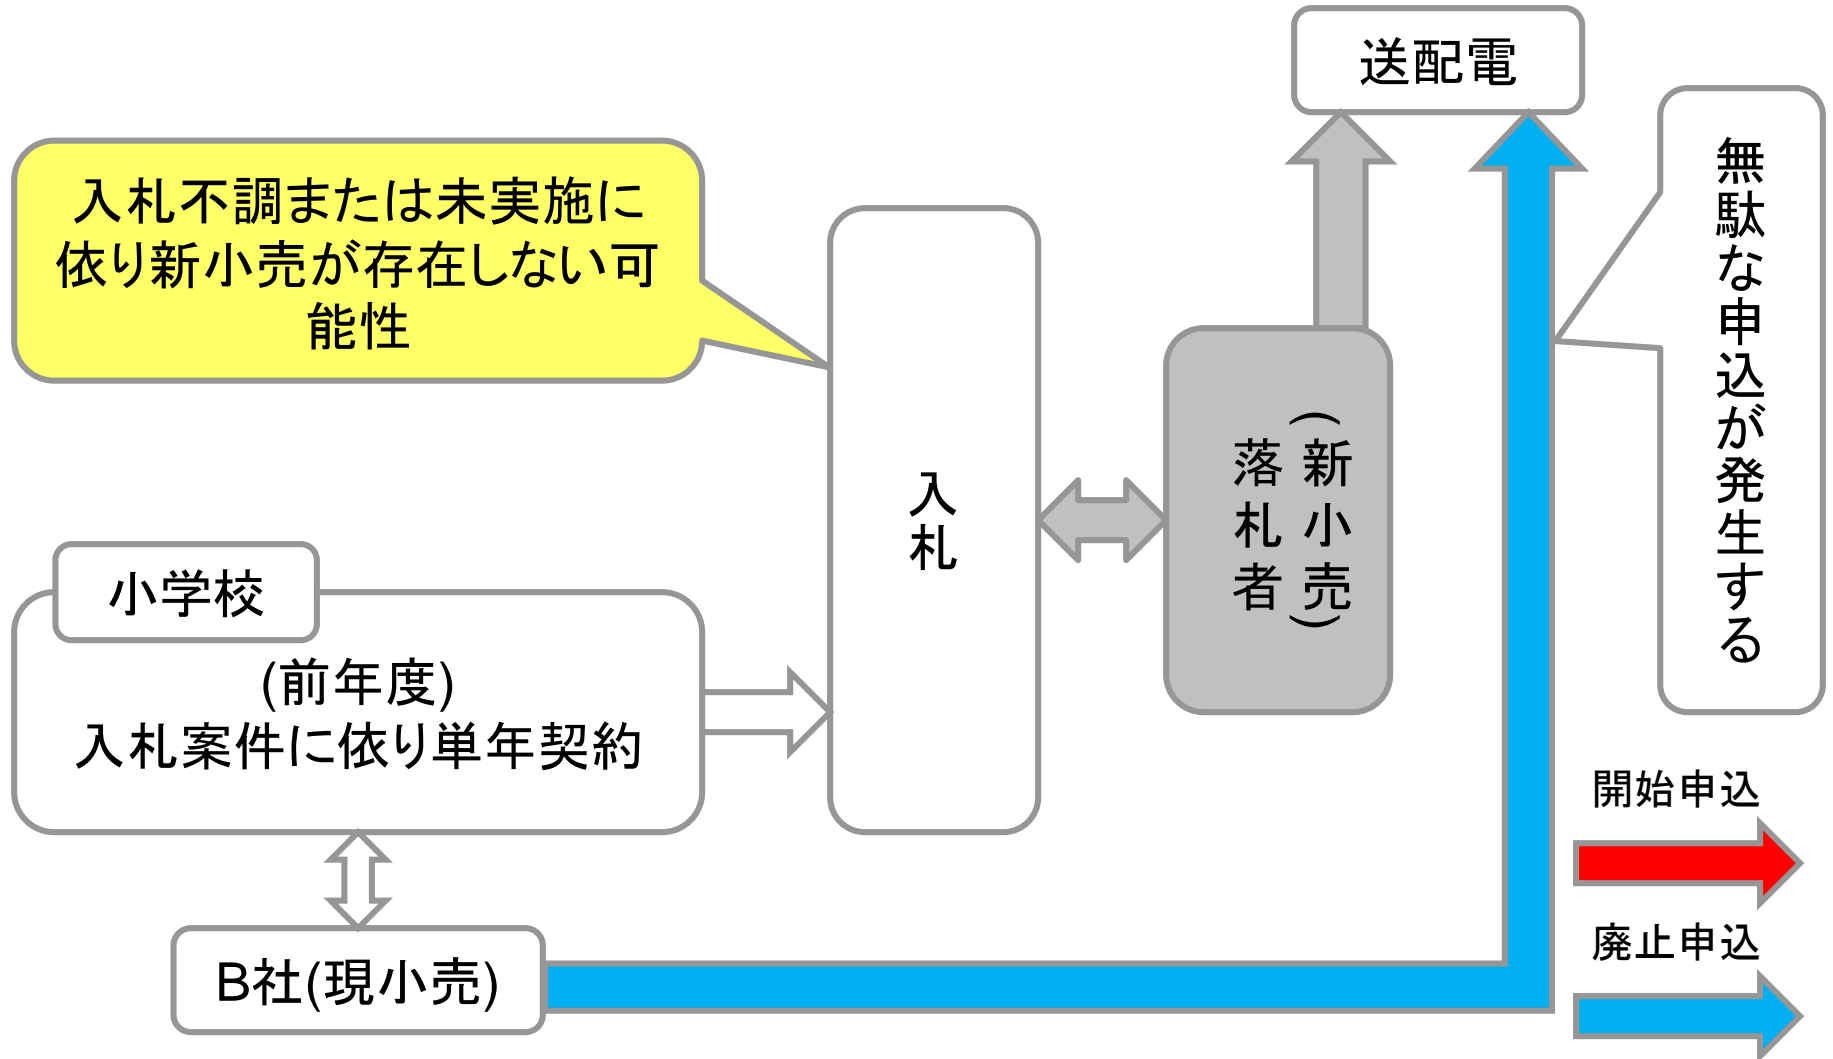 送配電
入札不調または未実施に
依り新小売が存在しない可
能性
無駄な申込が発生する
入札
落札者
(新小売)
小学校
(前年度)
入札案件に依り単年契約
B社(現小売)
開始申込
廃止申込